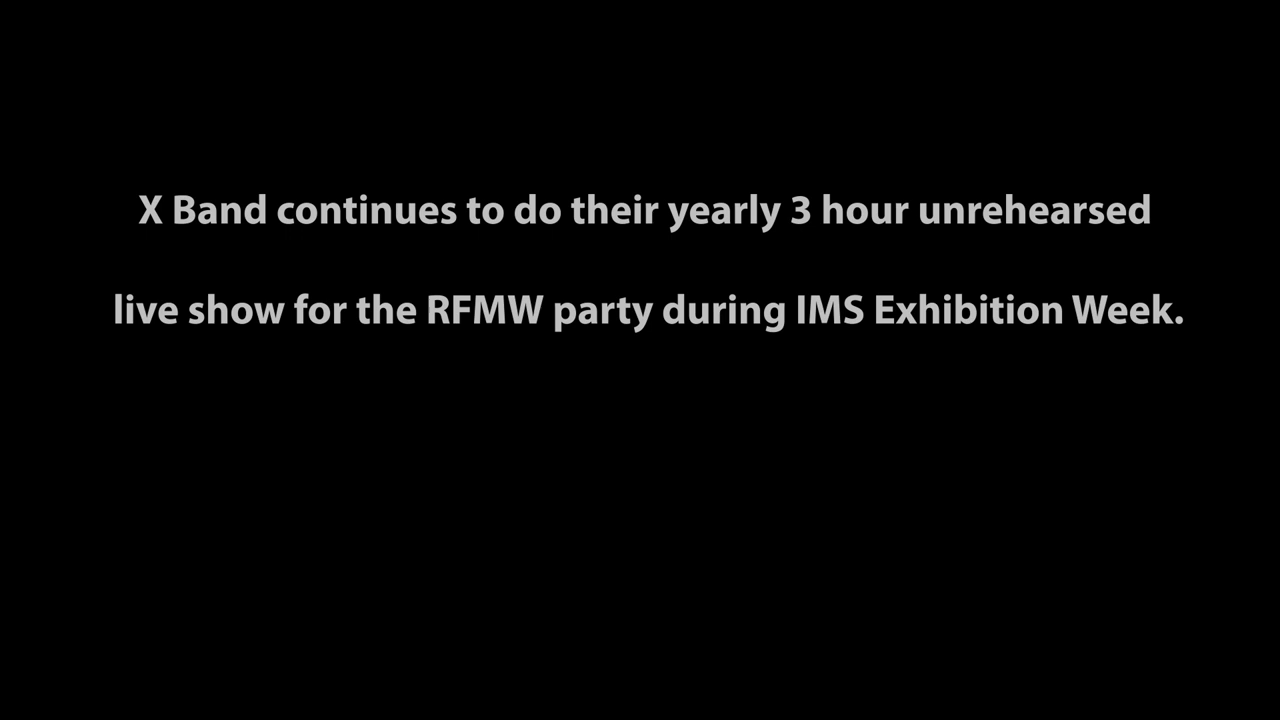 X Band continues to do their yearly 3 hour unrehearsed
live show for the RFMW party during IMS Exhibition Week.